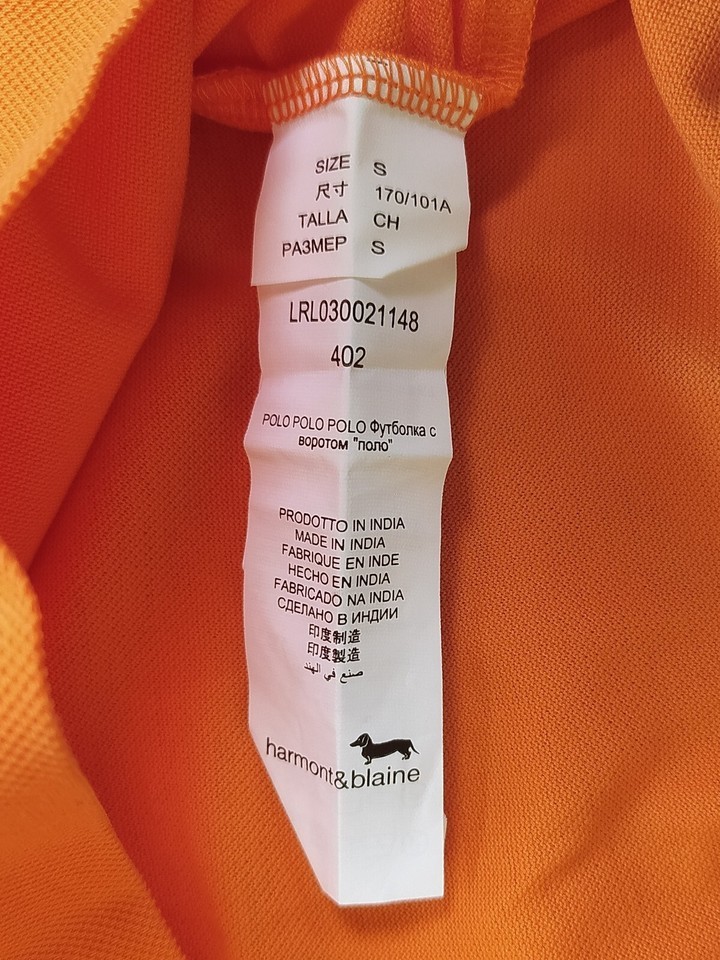 SIZE S
尺寸 170/101A
TALLA CH
РАЗМЕР S
LRL030021148
402
POLO POLO POLO Футболка с
воротом "поло"
PRODOTTO IN INDIA
MADE IN INDIA
FABRIQUE EN INDE
HECHO EN INDIA
FABRICADO NA INDIA
СДЕЛАНО В ИНДИИ
印度制造
印度製造
صنع في الهند
harmont&blaine